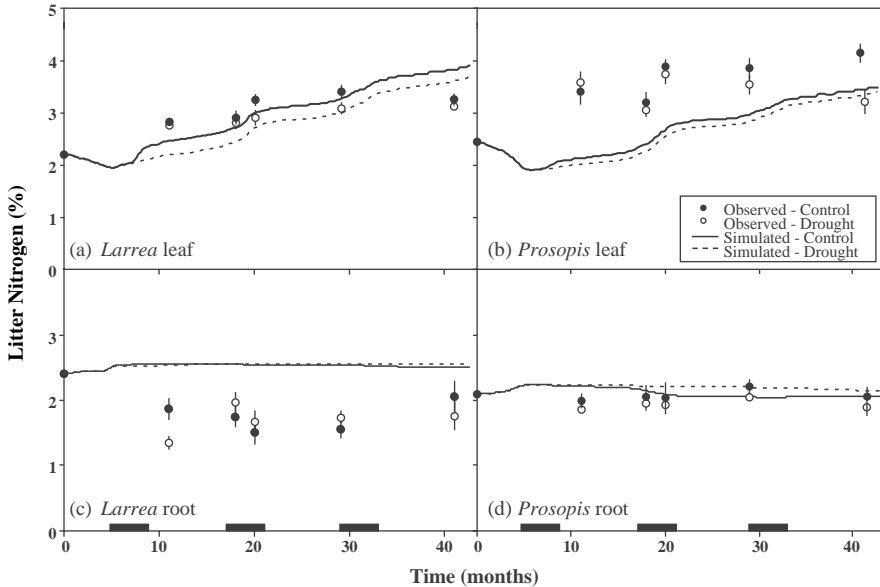 5
4
3
2
1
0
Litter Nitrogen (%)
(a) Larrea leaf
(b) Prosopis leaf
Observed - Control
Observed - Drought
Simulated - Control
Simulated - Drought
3
2
1
0
(c) Larrea root
(d) Prosopis root
0 10 20 30 40 0 10 20 30 40
Time (months)